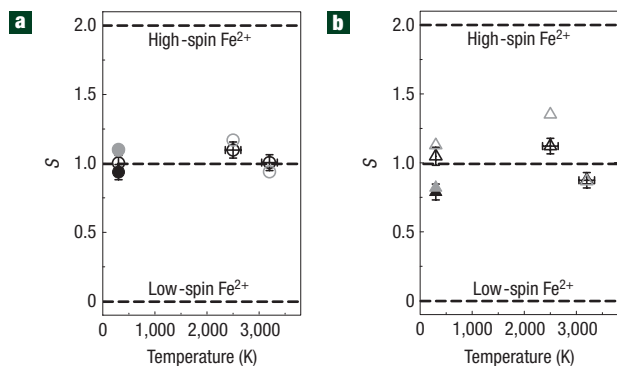 a
2.0
High-spin Fe²⁺
1.5
S
1.0
0.5
Low-spin Fe²⁺
0
0 1,000 2,000 3,000
Temperature (K)
b
2.0
High-spin Fe²⁺
1.5
S
1.0
0.5
Low-spin Fe²⁺
0
0 1,000 2,000 3,000
Temperature (K)